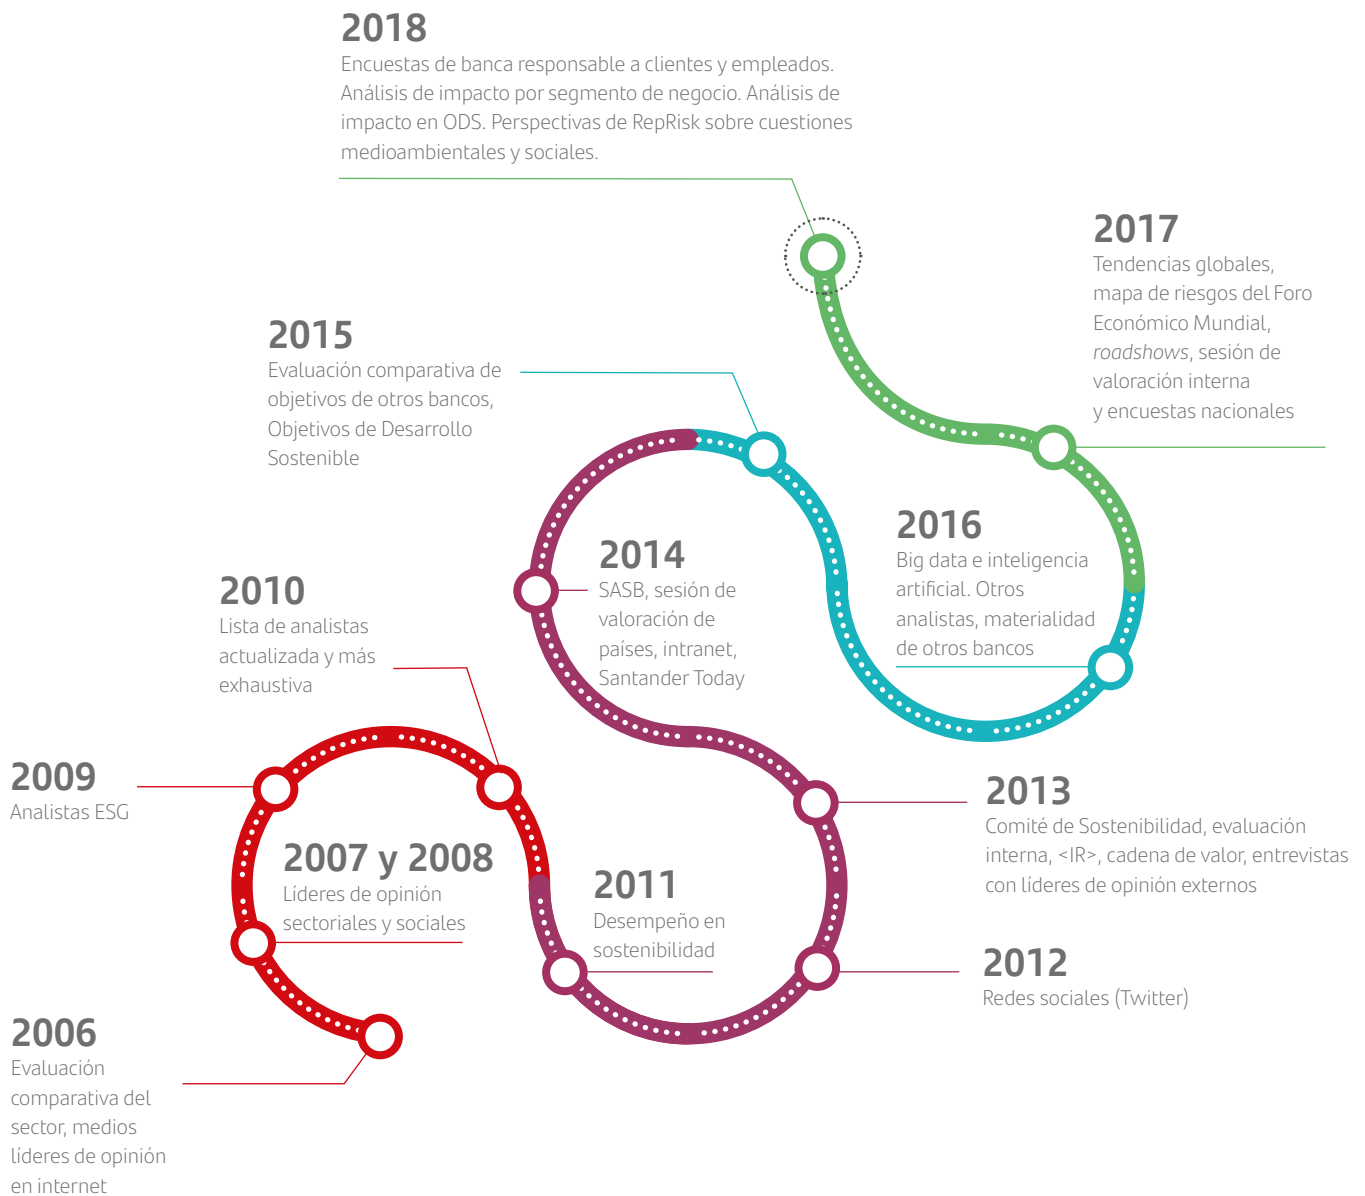 2018
Encuestas de banca responsable a clientes y empleados.
Análisis de impacto por segmento de negocio. Análisis de
impacto en ODS. Perspectivas de RepRisk sobre cuestiones
medioambientales y sociales.
2017
Tendencias globales,
mapa de riesgos del Foro
Económico Mundial,
roadshows, sesión de
valoración interna
y encuestas nacionales
2015
Evaluación comparativa de
objetivos de otros bancos,
Objetivos de Desarrollo
Sostenible
2016
Big data e inteligencia
artificial. Otros
analistas, materialidad
de otros bancos
2014
SASB, sesión de
valoración de
países, intranet,
Santander Today
2010
Lista de analistas
actualizada y más
exhaustiva
2009
Analistas ESG
2013
Comité de Sostenibilidad, evaluación
interna, <IR>, cadena de valor, entrevistas
con líderes de opinión externos
2007 y 2008
Líderes de opinión
sectoriales y sociales
2011
Desempeño en
sostenibilidad
2012
Redes sociales (Twitter)
2006
Evaluación
comparativa del
sector, medios
líderes de opinión
en internet